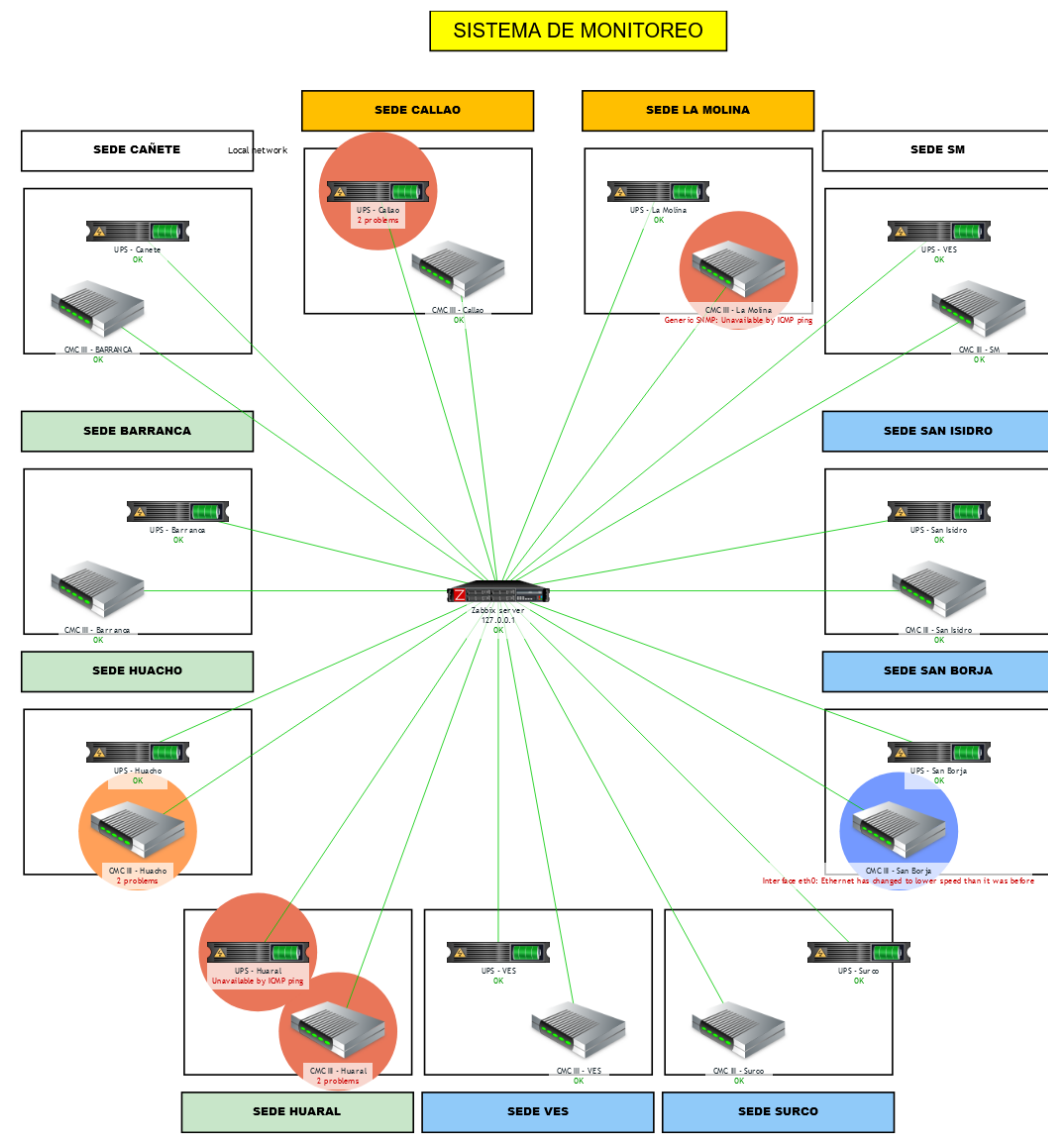 SISTEMA DE MONITOREO
SEDE CALLAO
SEDE LA MOLINA
SEDE CAÑETE
Local network
SEDE SM
UPS - Callao
2 problems
UPS - La Molina
OK
UPS - Canete
OK
UPS - VES
OK
CMC III - Callao
OK
CMC III - La Molina
Generic SNMP: Unavailable by ICMP ping
CMC III - BARRANCA
OK
CMC III - SM
OK
SEDE BARRANCA
SEDE SAN ISIDRO
UPS - Barranca
OK
UPS - San Isidro
OK
Zabbix server
127.0.0.1
OK
CMC III - Barranca
OK
CMC III - San Isidro
OK
SEDE HUACHO
SEDE SAN BORJA
UPS - Huacho
OK
UPS - San Borja
OK
CMC III - Huacho
2 problems
CMC III - San Borja
Interface eth0: Ethernet has changed to lower speed than it was before
UPS - Huaral
Unavailable by ICMP ping
UPS - VES
OK
UPS - Surco
OK
CMC III - Huaral
2 problems
CMC III - VES
OK
CMC III - Surco
OK
SEDE HUARAL
SEDE VES
SEDE SURCO